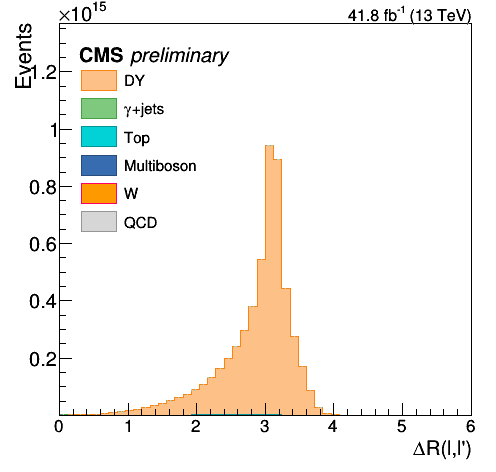 ×10¹⁵
41.8 fb⁻¹ (13 TeV)
Events
CMS preliminary
DY
γ+jets
Top
Multiboson
W
QCD
1.2
1
0.8
0.6
0.4
0.2
0 1 2 3 4 5 6
ΔR(l,l')